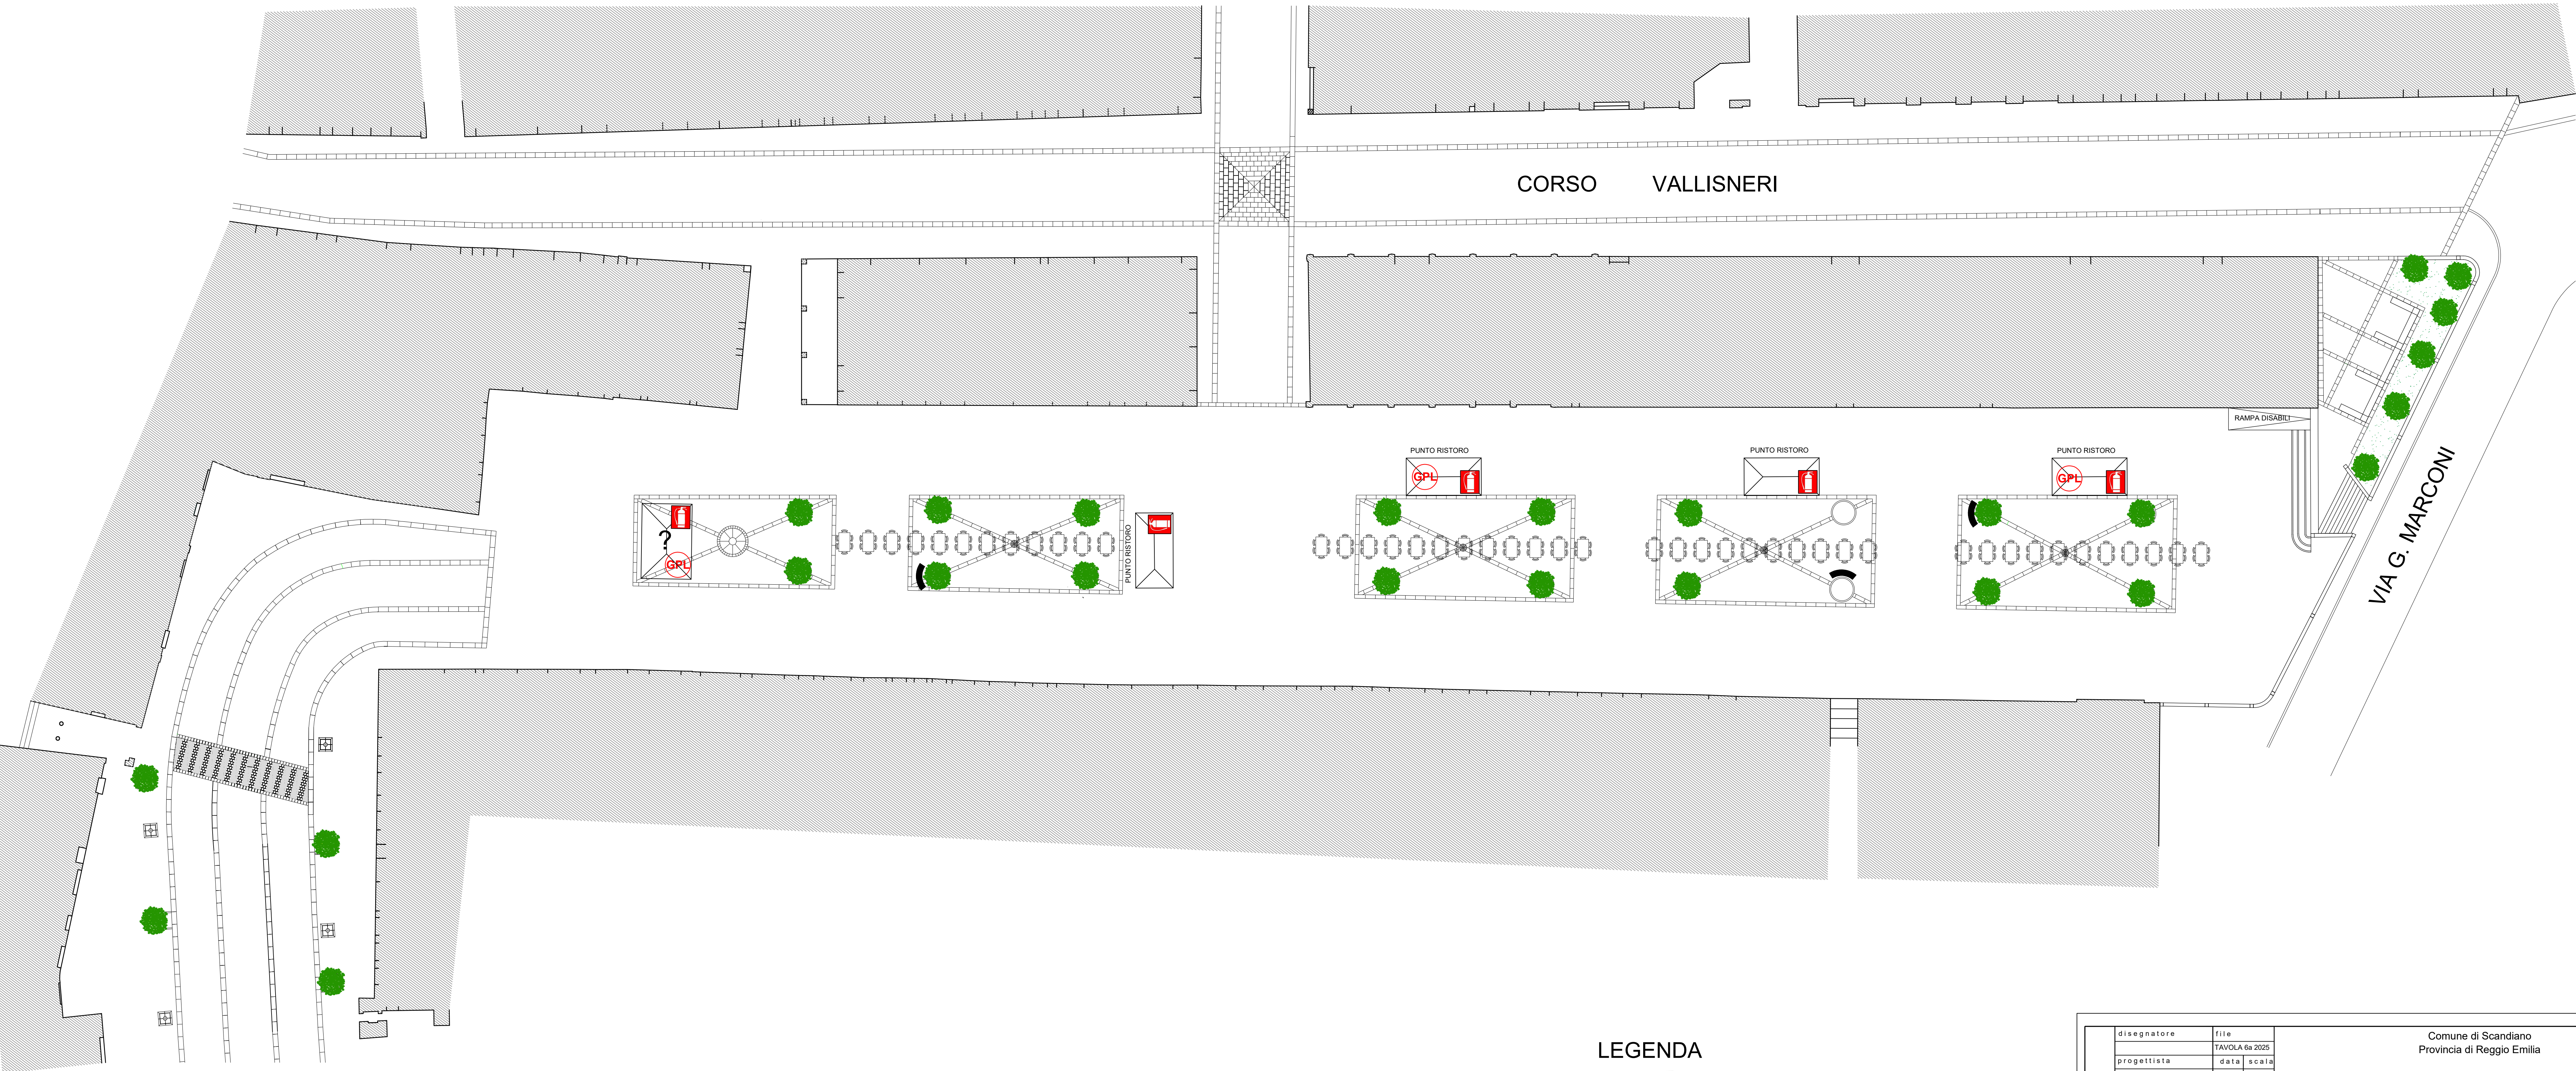 CORSO VALLISNERI
RAMPA DISABILI
PUNTO RISTORO
PUNTO RISTORO
PUNTO RISTORO
GPL
GPL
VIA G. MARCONI
?
GPL
PUNTO RISTORO
LEGENDA
disegnatore file
TAVOLA 6a 2025
progettista data scala
Comune di Scandiano
Provincia di Reggio Emilia